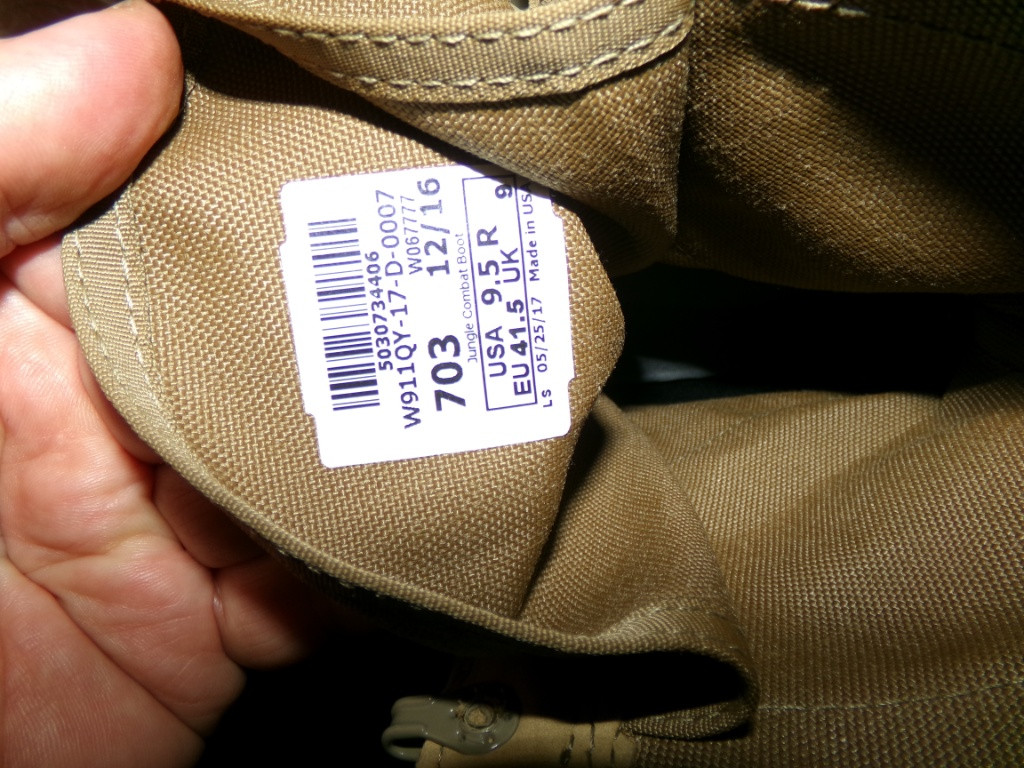 5030734406
W911QY-17-D-0007
W067777
703 12/16
Jungle Combat Boot
USA 9.5 R
EU 41.5 UK 9
LS 05/25/17 Made in USA